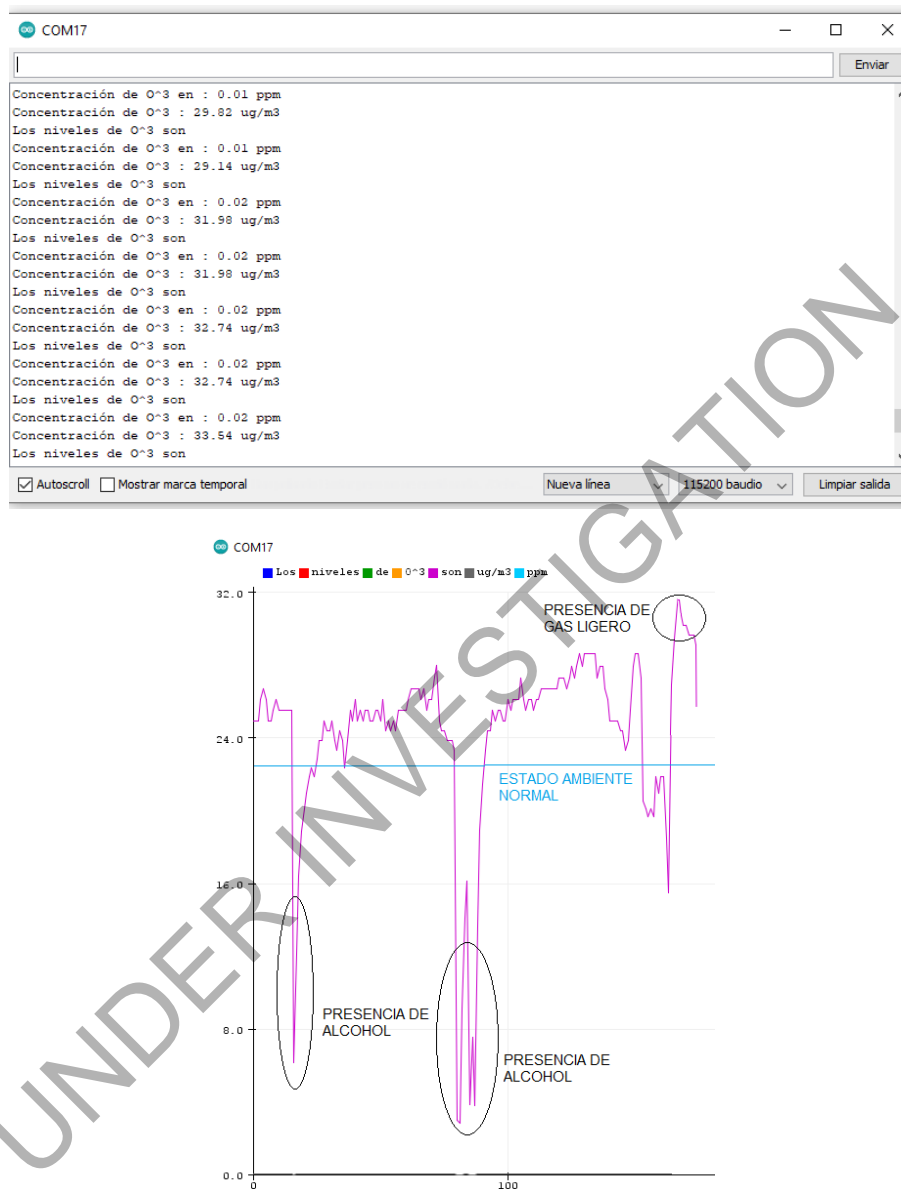 COM17
Enviar
Concentración de O^3 en : 0.01 ppm
Concentración de O^3 : 29.82 ug/m3
Los niveles de O^3 son
Concentración de O^3 en : 0.01 ppm
Concentración de O^3 : 29.14 ug/m3
Los niveles de O^3 son
Concentración de O^3 en : 0.02 ppm
Concentración de O^3 : 31.98 ug/m3
Los niveles de O^3 son
Concentración de O^3 en : 0.02 ppm
Concentración de O^3 : 31.98 ug/m3
Los niveles de O^3 son
Concentración de O^3 en : 0.02 ppm
Concentración de O^3 : 32.74 ug/m3
Los niveles de O^3 son
Concentración de O^3 en : 0.02 ppm
Concentración de O^3 : 32.74 ug/m3
Los niveles de O^3 son
Concentración de O^3 en : 0.02 ppm
Concentración de O^3 : 33.54 ug/m3
Los niveles de O^3 son
Autoscroll Mostrar marca temporal Nueva línea 115200 baudio Limpiar salida
COM17
Los niveles de O^3 son ug/m3 ppm
32.0
PRESENCIA DE
GAS LIGERO
24.0
ESTADO AMBIENTE
NORMAL
16.0
PRESENCIA DE
ALCOHOL
8.0
PRESENCIA DE
ALCOHOL
0.0
0 100
UNDER INVESTIGATION